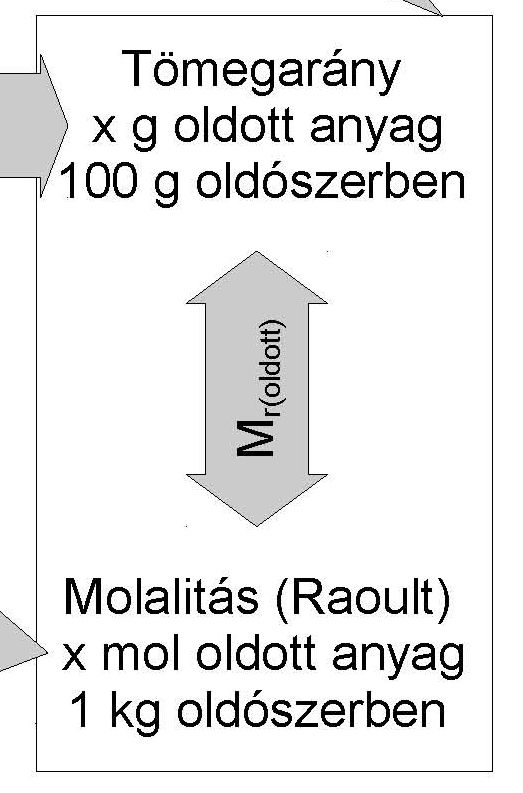 Tömegarány
x g oldott anyag
100 g oldószerben
Mr(oldott)
Molalitás (Raoult)
x mol oldott anyag
1 kg oldószerben